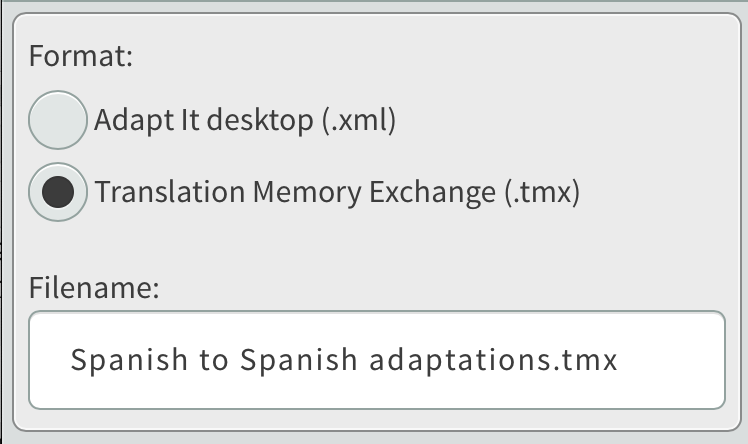 Format:
Adapt It desktop (.xml)
Translation Memory Exchange (.tmx)
Filename:
Spanish to Spanish adaptations.tmx